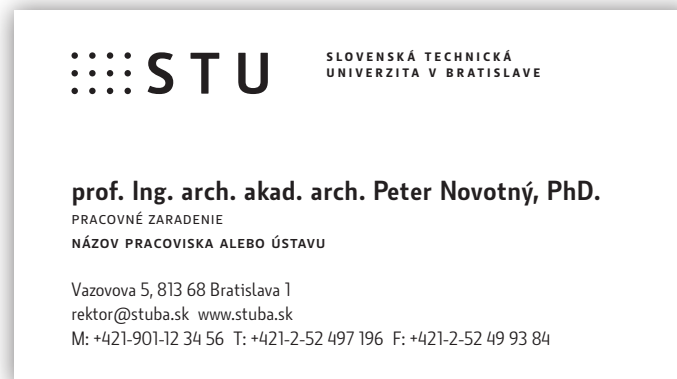 STU
SLOVENSKÁ TECHNICKÁ
UNIVERZITA V BRATISLAVE
prof. Ing. arch. akad. arch. Peter Novotný, PhD.
PRACOVNÉ ZARADENIE
NÁZOV PRACOVISKA ALEBO ÚSTAVU
Vazovova 5, 813 68 Bratislava 1
rektor@stuba.sk www.stuba.sk
M: +421-901-12 34 56 T: +421-2-52 497 196 F: +421-2-52 49 93 84